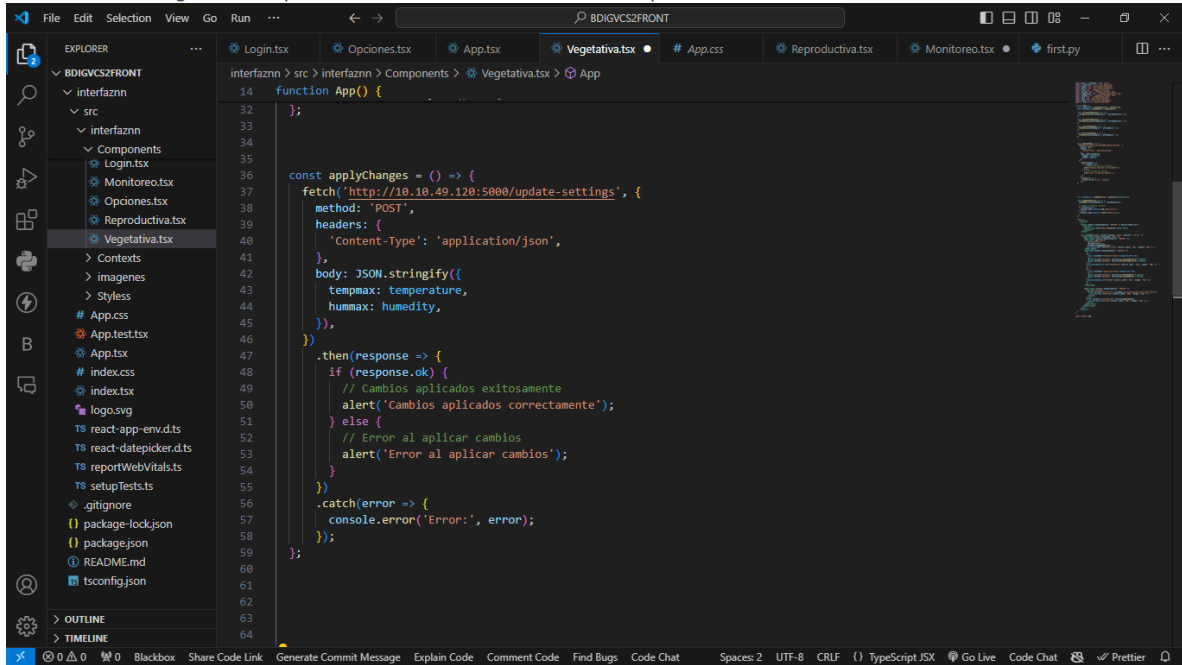 File Edit Selection DIView Go Run ··· ← → BDIGVCS2FRONT
EXPLORER ···
BDIGVCS2FRONT
interfaznn
src
interfaznn
Components
Login.tsx
Monitoreo.tsx
Opciones.tsx
Reproductiva.tsx
Vegetativa.tsx
Contexts
imagenes
Styless
# App.css
App.test.tsx
App.tsx
# index.css
index.tsx
logo.svg
TS react-app-env.d.ts
TS react-datepicker.d.ts
TS reportWebVitals.ts
TS setupTests.ts
.gitignore
{} package-lock.json
{} package.json
README.md
tsconfig.json
OUTLINE
TIMELINE
2
B
Login.tsx Opciones.tsx App.tsx Vegetativa.tsx ● # App.css Reproductiva.tsx Monitoreo.tsx ● first.py ···
interfaznn > src > interfaznn > Components > Vegetativa.tsx > App
14 function App() {
32 };
33
34
35
36 const applyChanges = () => {
37 fetch('http://10.10.49.120:5000/update-settings', {
38 method: 'POST',
39 headers: {
40 'Content-Type': 'application/json',
41 },
42 body: JSON.stringify({
43 tempmax: temperature,
44 hummax: humedity,
45 }),
46 })
47 .then(response => {
48 if (response.ok) {
49 // Cambios aplicados exitosamente
50 alert('Cambios aplicados correctamente');
51 } else {
52 // Error al aplicar cambios
53 alert('Error al aplicar cambios');
54 }
55 })
56 .catch(error => {
57 console.error('Error:', error);
58 });
59 };
60
61
62
63
64
0 0 0 Blackbox Share Code Link Generate Commit Message Explain Code Comment Code Find Bugs Code Chat Spaces: 2 UTF-8 CRLF {} TypeScript JSX Go Live Code Chat Prettier